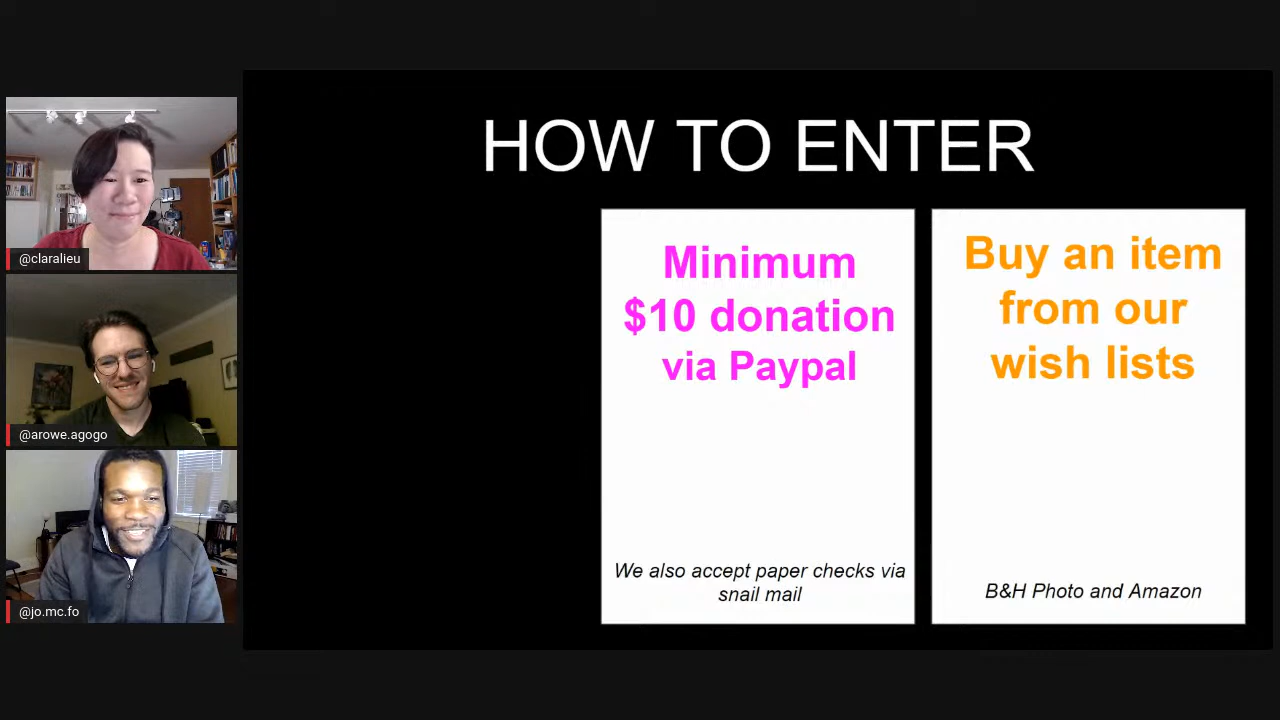 HOW TO ENTER
@claralieu
@arowe.agogo
@jo.mc.fo
Minimum
$10 donation
via Paypal
We also accept paper checks via
snail mail
Buy an item
from our
wish lists
B&H Photo and Amazon